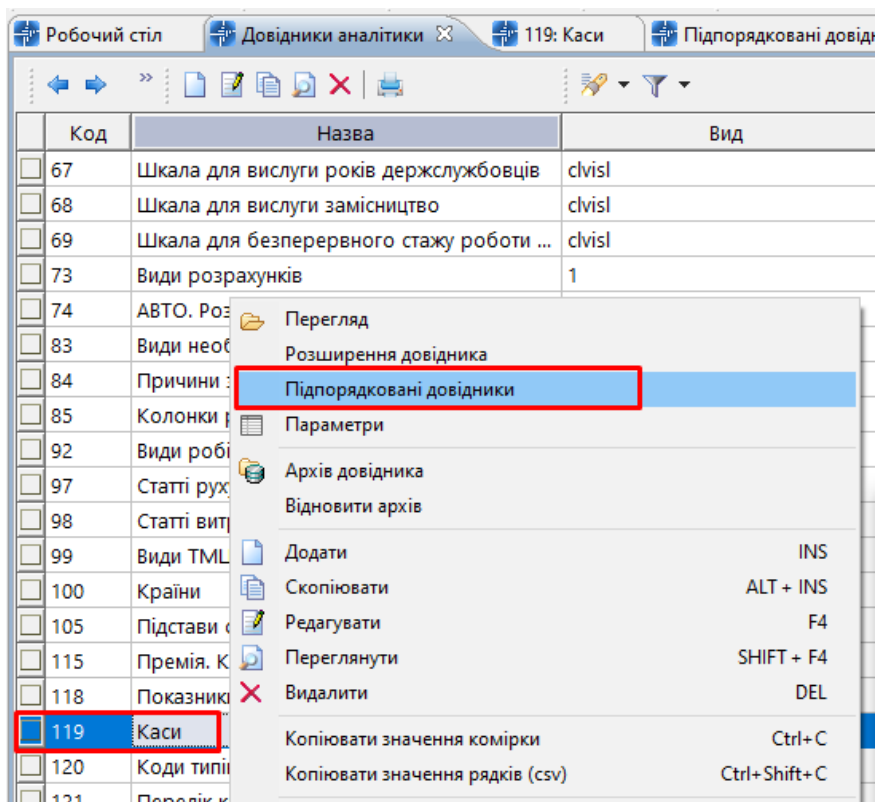 Робочий стіл Довідники аналітики 119: Каси Підпорядковані довідн
Код Назва Вид
67 Шкала для вислуги років держслужбовців clvisl
68 Шкала для вислуги замісництво clvisl
69 Шкала для безперервного стажу роботи ... clvisl
73 Види розрахунків 1
74 АВТО. Роз
Перегляд
83 Види необ
Розширення довідника
84 Причини з
Підпорядковані довідники
85 Колонки р
Параметри
92 Види робі
97 Статті рух
Архів довідника
98 Статті вит
Відновити архів
99 Види TML
Додати INS
100 Країни
Скопіювати ALT + INS
105 Підстави
Редагувати F4
115 Премія. К
Переглянути SHIFT + F4
118 Показники
Видалити DEL
119 Каси
Копіювати значення комірки Ctrl+C
120 Коди типі
Копіювати значення рядків (csv) Ctrl+Shift+C
121 Перелік к